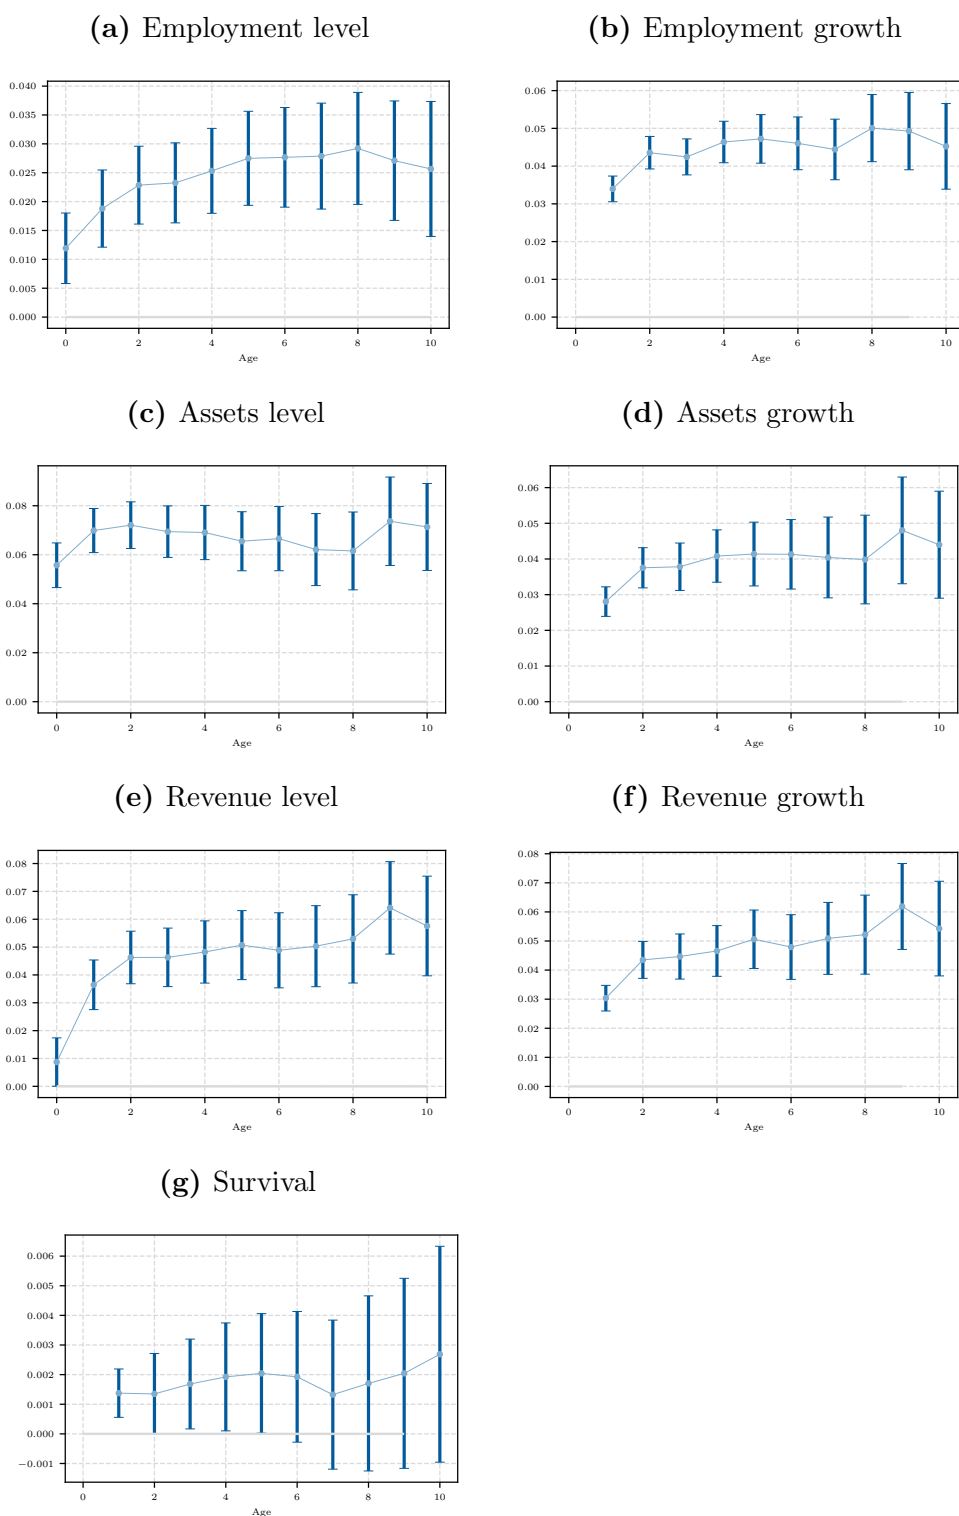 (a) Employment level
(b) Employment growth
0.040
0.035
0.030
0.025
0.020
0.015
0.010
0.005
0.000
0 2 4 6 8 10
Age
0.06
0.05
0.04
0.03
0.02
0.01
0.00
0 2 4 6 8 10
Age
(c) Assets level
(d) Assets growth
0.08
0.06
0.04
0.02
0.00
0 2 4 6 8 10
Age
0.06
0.05
0.04
0.03
0.02
0.01
0.00
0 2 4 6 8 10
Age
(e) Revenue level
(f) Revenue growth
0.08
0.07
0.06
0.05
0.04
0.03
0.02
0.01
0.00
0 2 4 6 8 10
Age
0.08
0.07
0.06
0.05
0.04
0.03
0.02
0.01
0.00
0 2 4 6 8 10
Age
(g) Survival
0.006
0.005
0.004
0.003
0.002
0.001
0.000
−0.001
0 2 4 6 8 10
Age